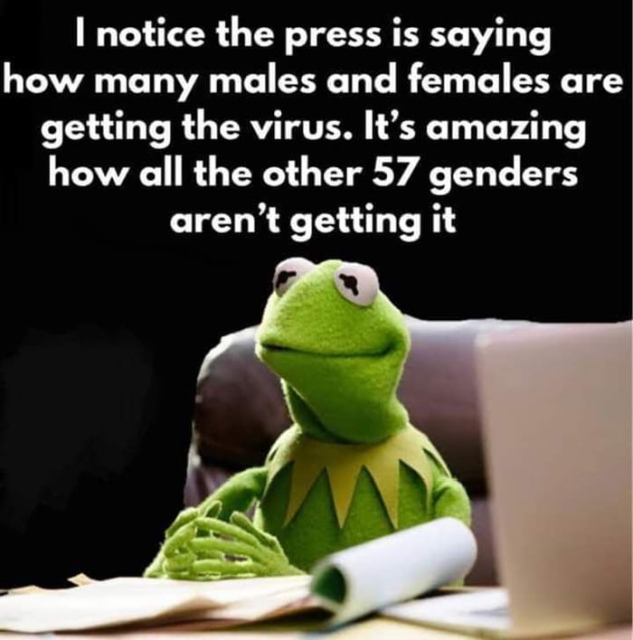 I notice the press is saying
how many males and females are
getting the virus. It's amazing
how all the other 57 genders
aren't getting it